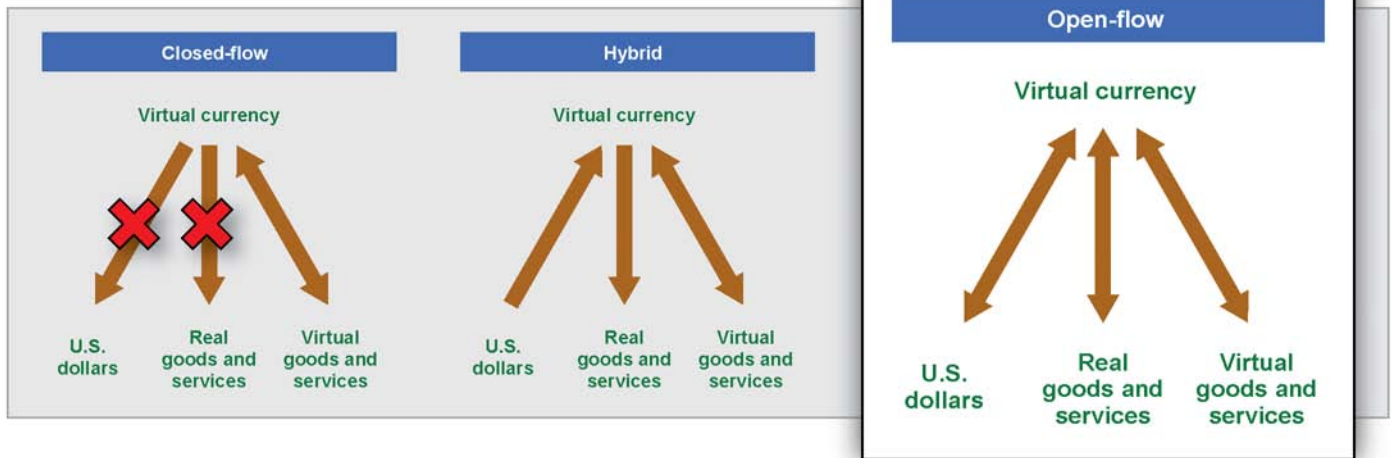 Closed-flow
Virtual currency
U.S.
dollars
Real
goods and
services
Virtual
goods and
services
Hybrid
Virtual currency
U.S.
dollars
Real
goods and
services
Virtual
goods and
services
Open-flow
Virtual currency
U.S.
dollars
Real
goods and
services
Virtual
goods and
services